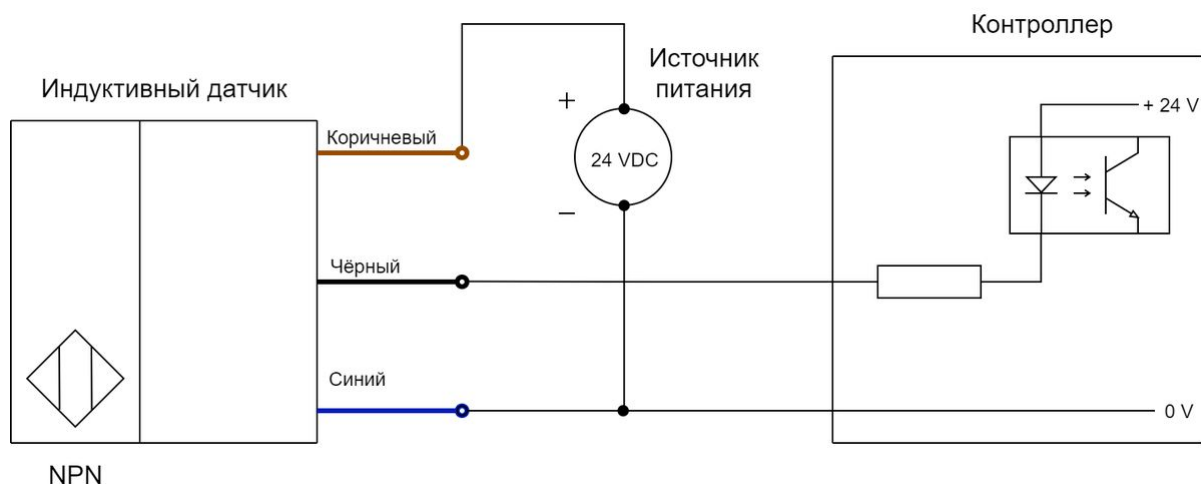 Контроллер
Источник
питания
Индуктивный датчик
+ 24 V
Коричневый
+
24 VDC
−
Чёрный
Синий
0 V
NPN